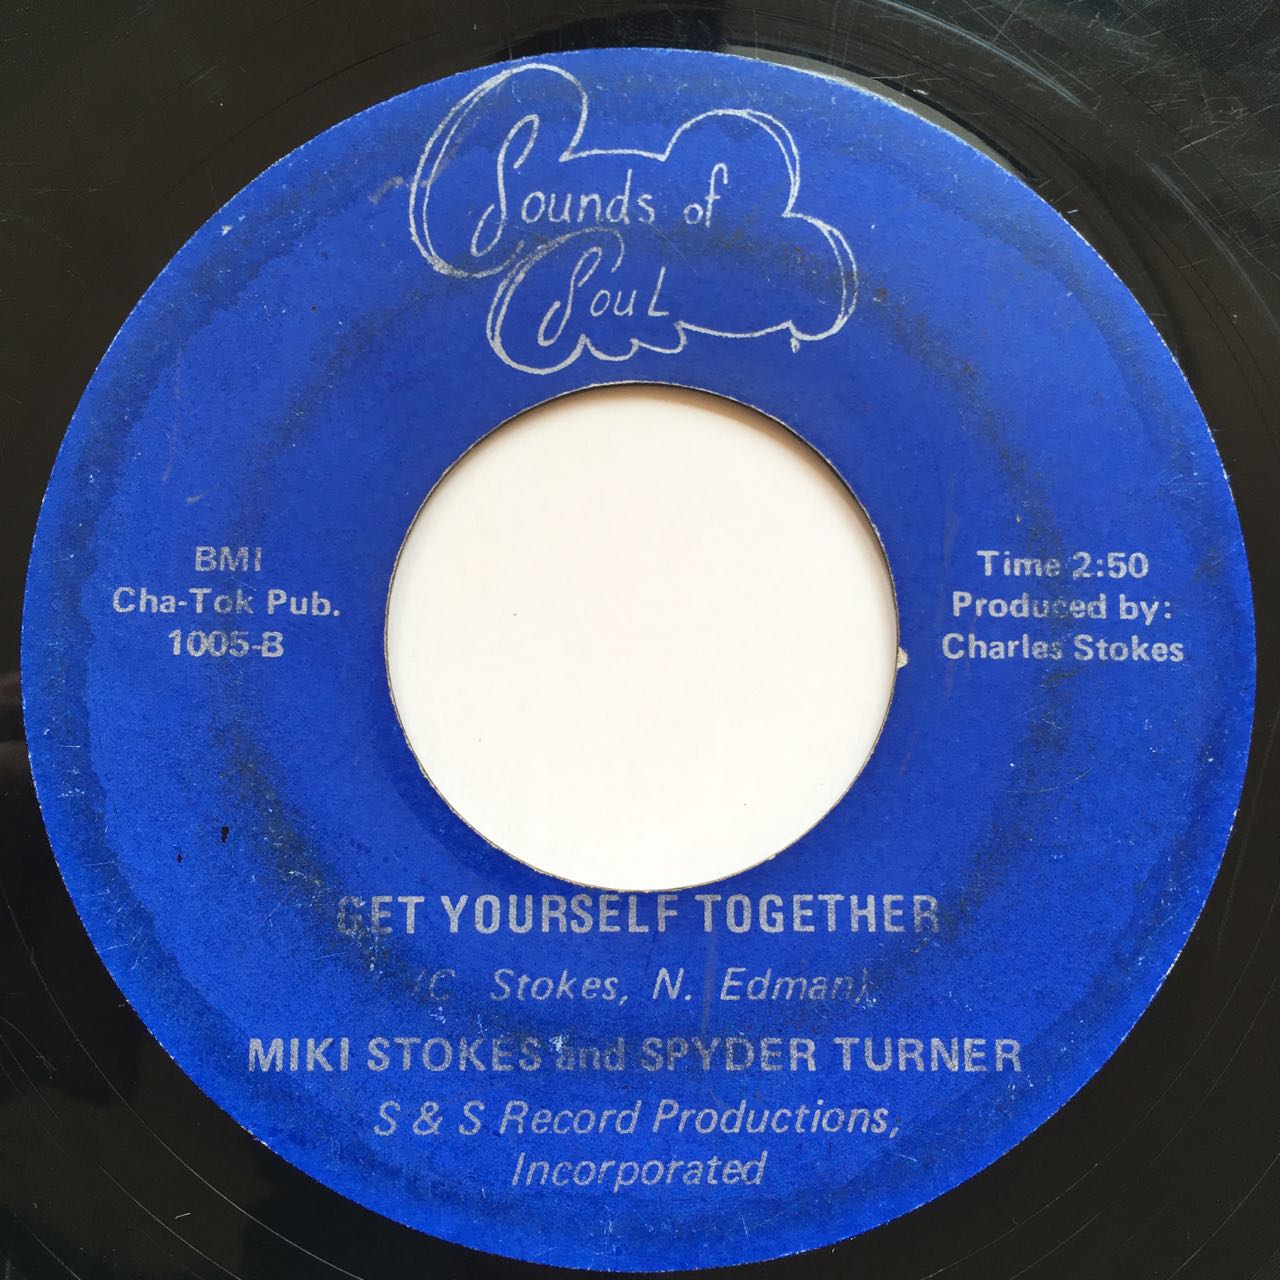 Sounds of
Soul
BMI
Cha-Tok Pub.
1005-B
Time 2:50
Produced by:
Charles Stokes
GET YOURSELF TOGETHER
(C Stokes, N. Edman)
MIKI STOKES and SPYDER TURNER
S & S Record Productions,
Incorporated